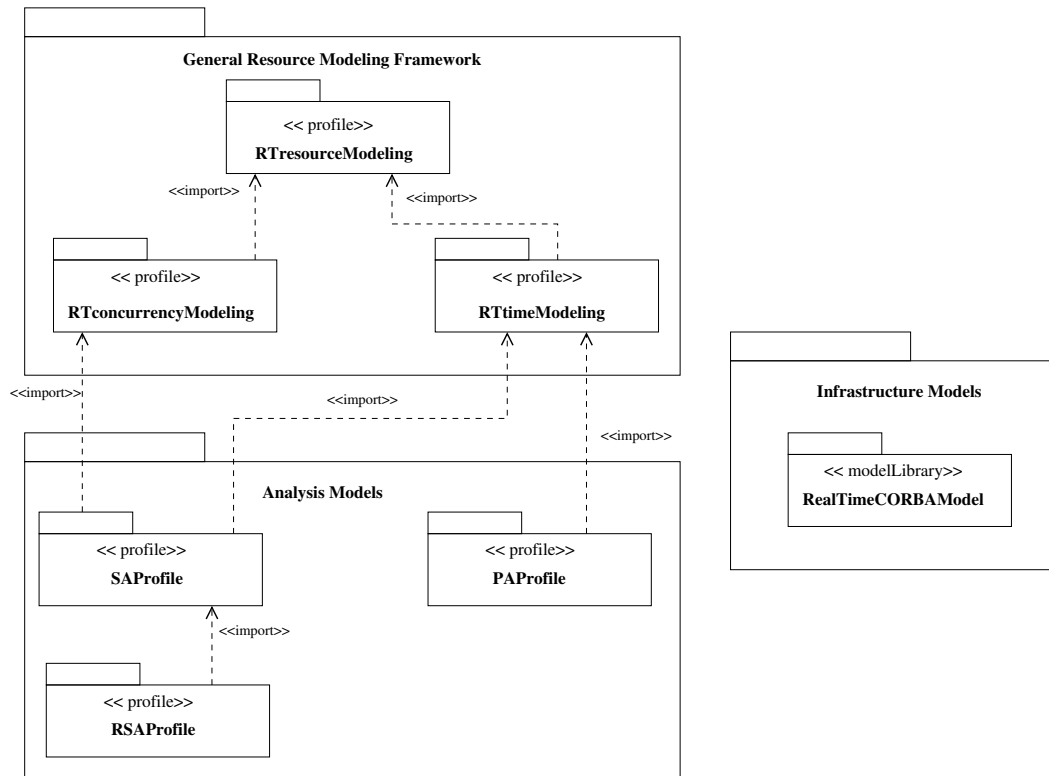 General Resource Modeling Framework
<< profile>>
RTresourceModeling
<<import>>
<<import>>
<< profile>>
RTconcurrencyModeling
<< profile>>
RTtimeModeling
<<import>>
<<import>>
<<import>>
Infrastructure Models
<< modelLibrary>>
RealTimeCORBAModel
Analysis Models
<< profile>>
SAProfile
<< profile>>
PAProfile
<<import>>
<< profile>>
RSAProfile